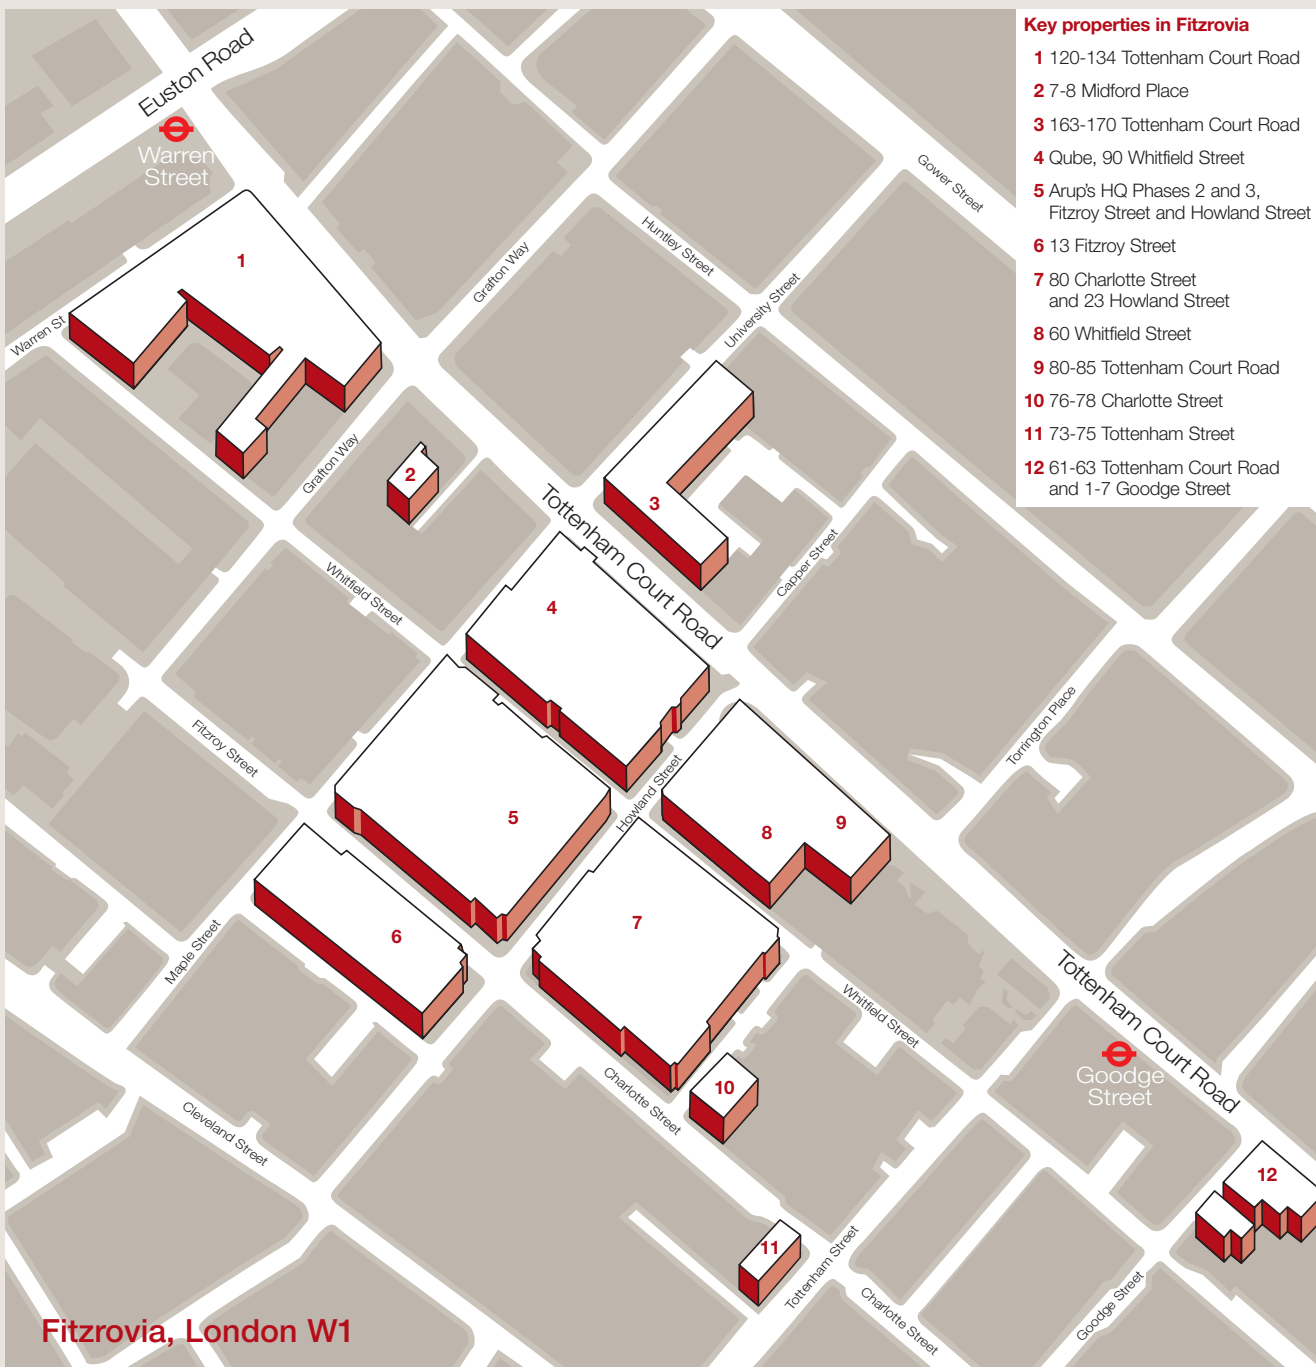 Key properties in Fitzrovia
1 120-134 Tottenham Court Road
2 7-8 Midford Place
3 163-170 Tottenham Court Road
4 Qube, 90 Whitfield Street
5 Arup's HQ Phases 2 and 3,
Fitzroy Street and Howland Street
6 13 Fitzroy Street
7 80 Charlotte Street
and 23 Howland Street
8 60 Whitfield Street
9 80-85 Tottenham Court Road
10 76-78 Charlotte Street
11 73-75 Tottenham Street
12 61-63 Tottenham Court Road
and 1-7 Goodge Street
Euston Road
Warren
Street
Gower Street
Huntley Street
Grafton Way
University Street
1
Warren St
Grafton Way
2
3
Tottenham Court Road
Capper Street
Whitfield Street
4
Torrington Place
Fitzroy Street
Howland Street
5
8
9
7
6
Maple Street
Whitfield Street
Tottenham Court Road
Goodge
Street
10
Charlotte Street
Cleveland Street
12
11
Tottenham Street
Charlotte Street
Goodge Street
Fitzrovia, London W1